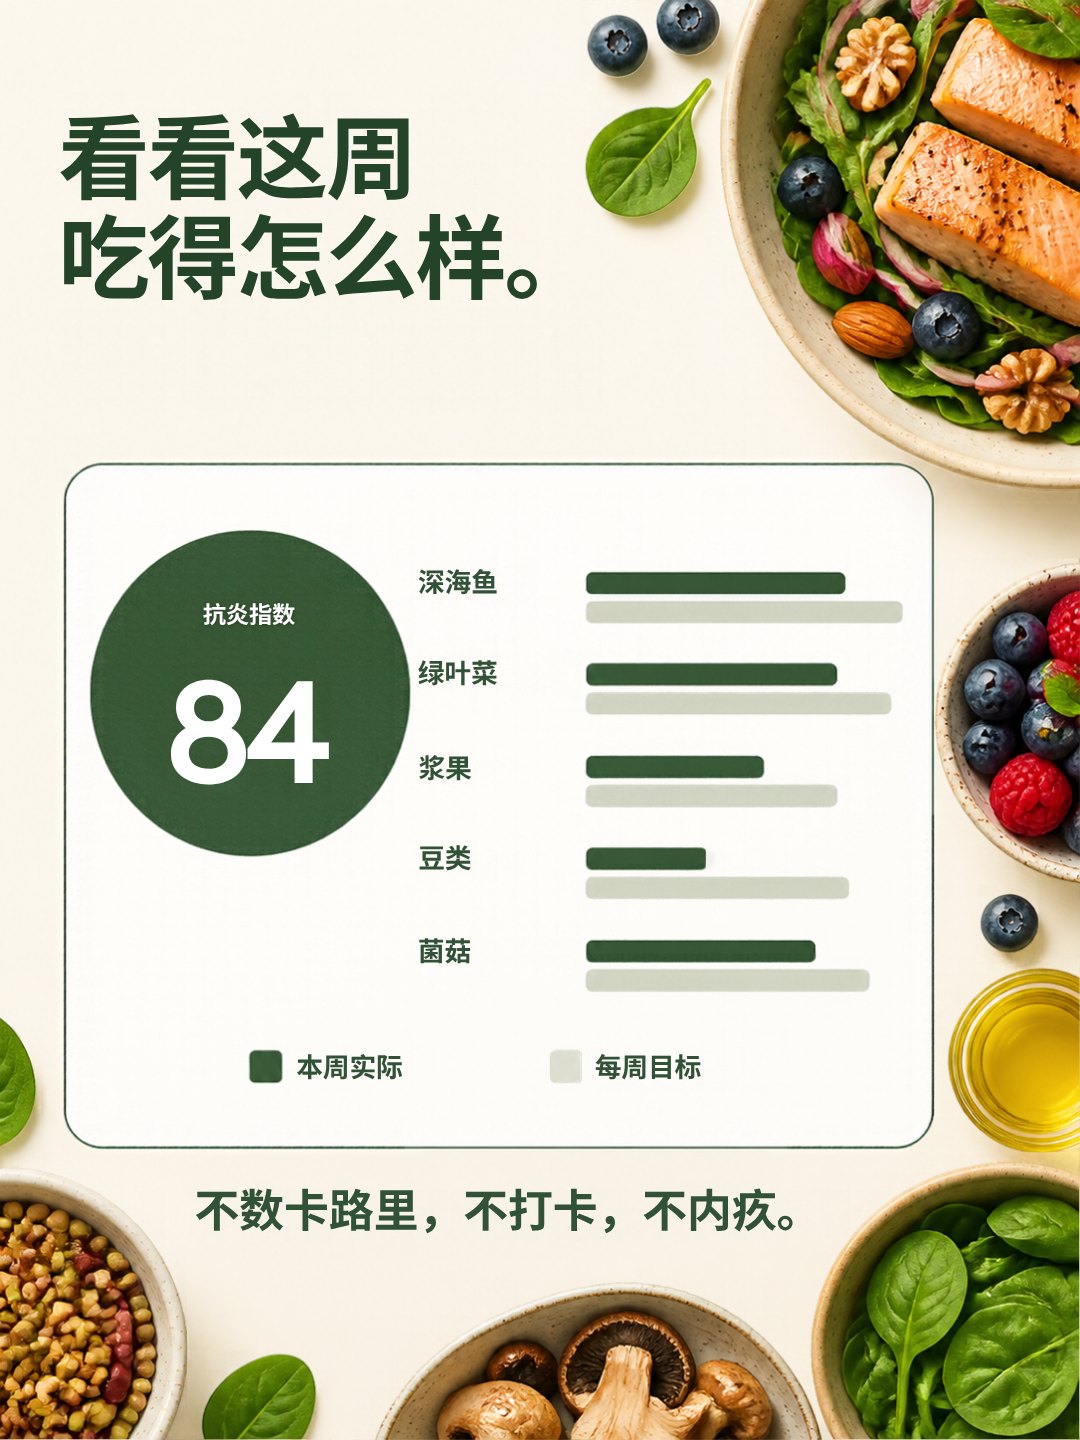 看看这周
吃得怎么样。
抗炎指数
84
深海鱼
绿叶菜
浆果
豆类
菌菇
本周实际
每周目标
不数卡路里，不打卡，不内疚。